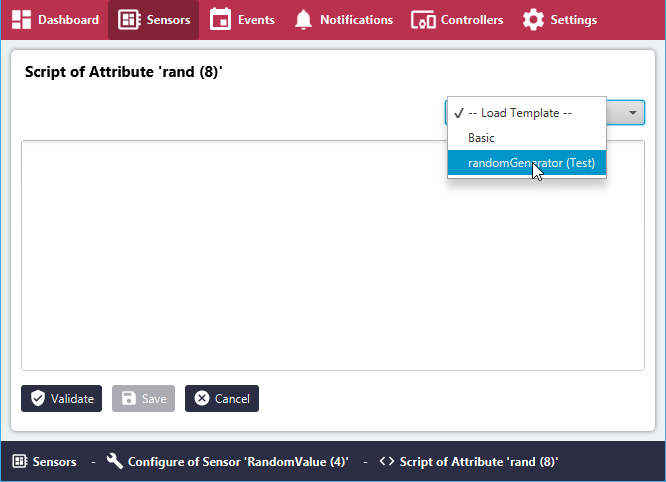 Dashboard Sensors Events Notifications Controllers Settings
Script of Attribute 'rand (8)'
-- Load Template --
Basic
randomGenerator (Test)
Validate Save Cancel
Sensors - Configure of Sensor 'RandomValue (4)' - Script of Attribute 'rand (8)'